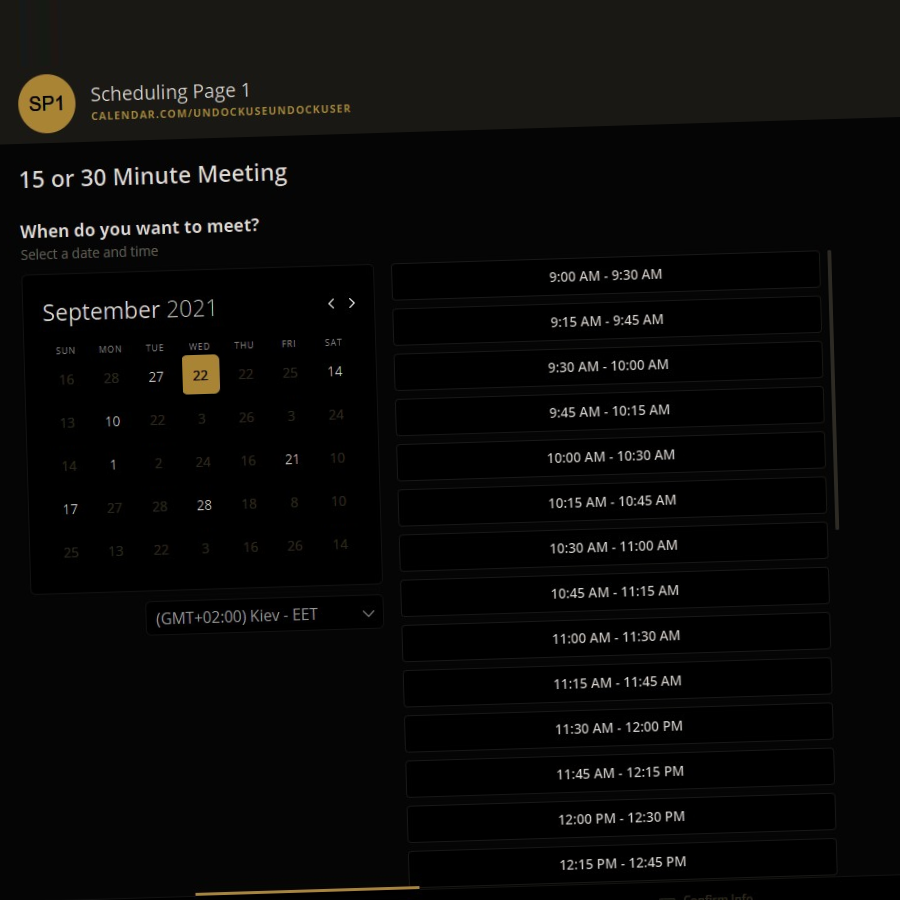 SP1
Scheduling Page 1
CALENDAR.COM/UNDOCKUSEUNDOCKUSER
15 or 30 Minute Meeting
When do you want to meet?
Select a date and time
September 2021
SUN MON TUE WED THU FRI SAT
16 28 27 22 22 25 14
13 10 22 3 26 3 24
14 1 2 24 16 21 10
17 27 28 28 18 8 10
25 13 22 3 16 26 14
(GMT+02:00) Kiev - EET
9:00 AM - 9:30 AM
9:15 AM - 9:45 AM
9:30 AM - 10:00 AM
9:45 AM - 10:15 AM
10:00 AM - 10:30 AM
10:15 AM - 10:45 AM
10:30 AM - 11:00 AM
10:45 AM - 11:15 AM
11:00 AM - 11:30 AM
11:15 AM - 11:45 AM
11:30 AM - 12:00 PM
11:45 AM - 12:15 PM
12:00 PM - 12:30 PM
12:15 PM - 12:45 PM
Confirm Info